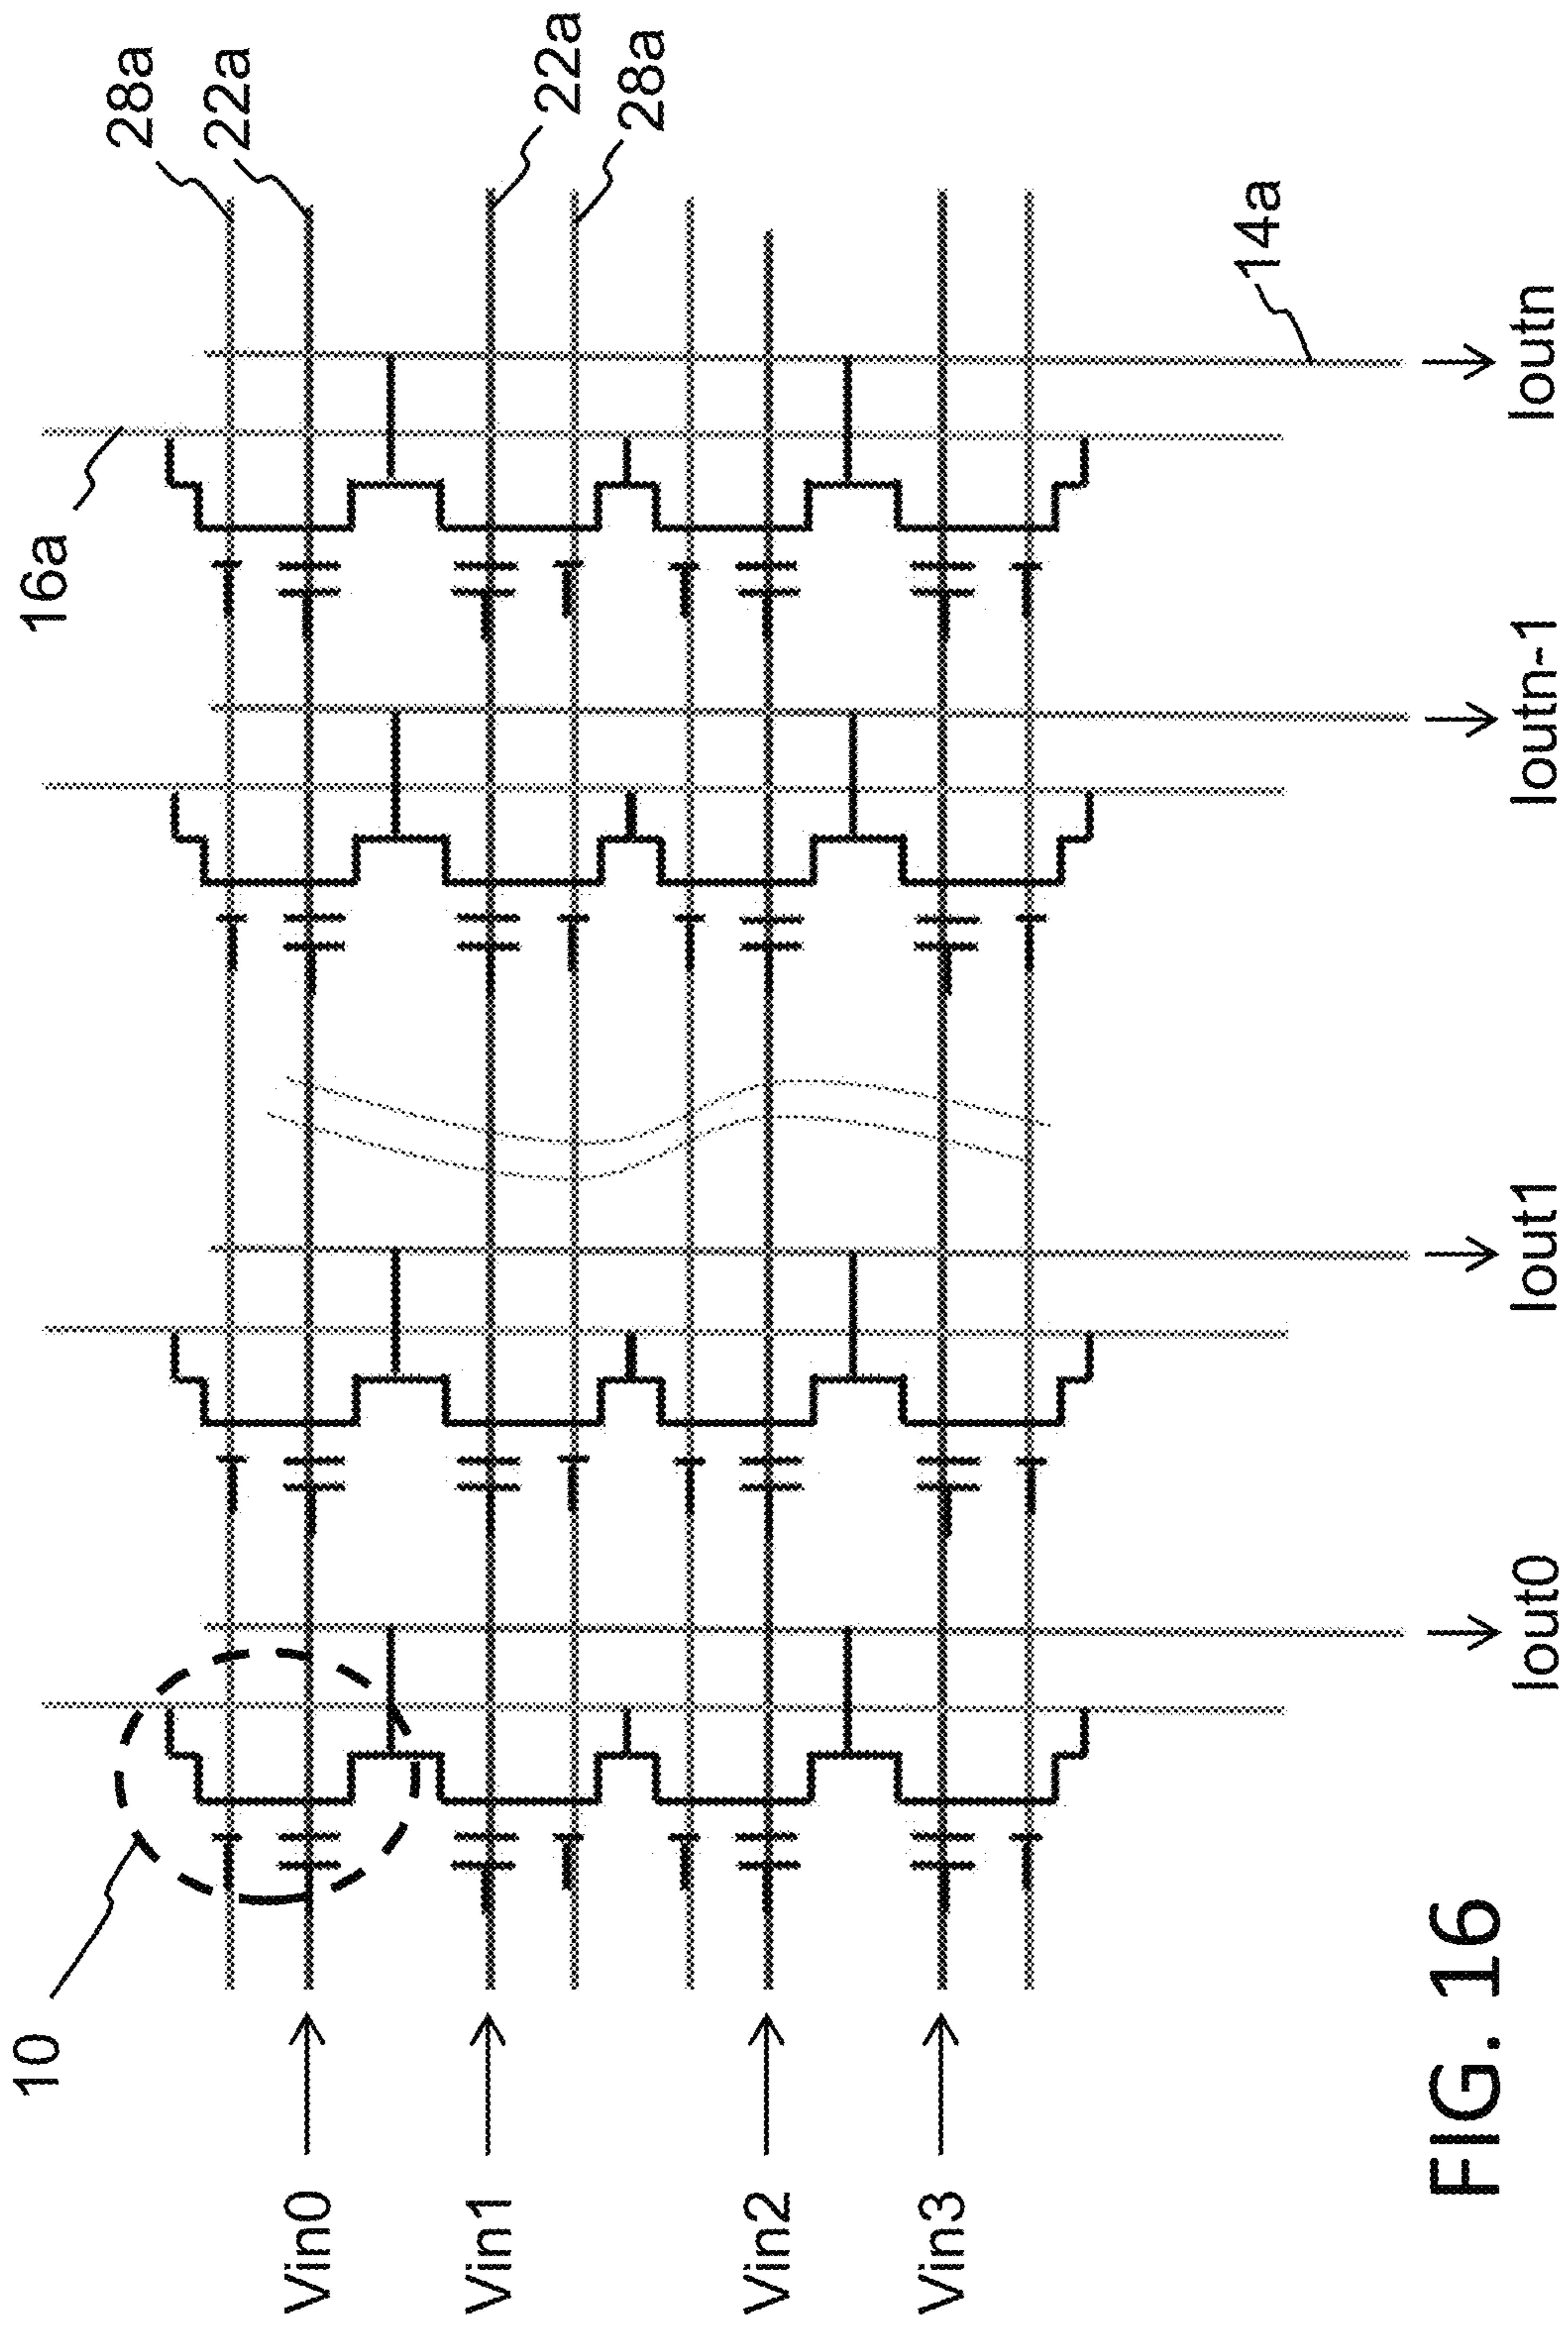 28a
22a
22a
28a
16a
14a
10
Vin0
Vin1
Vin2
Vin3
Iout0
Iout1
Ioutn-1
Ioutn
FIG. 16